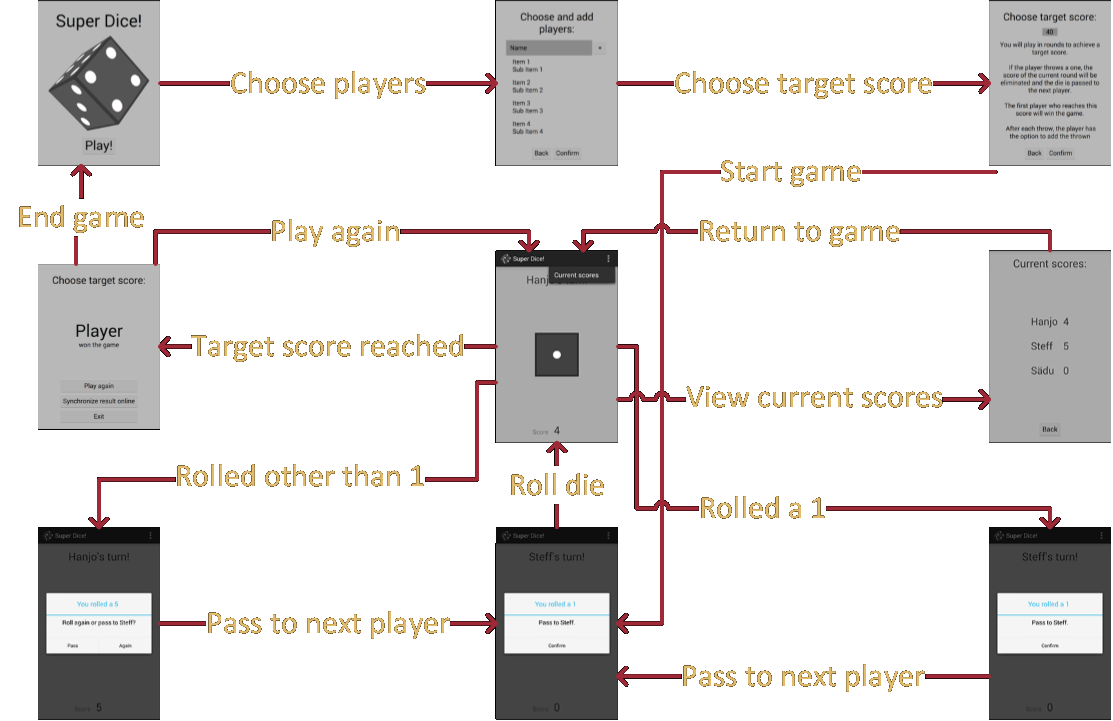 Super Dice!
Play!
Choose players
Choose and add
players:
Name
+
Item 1
Sub Item 1
Item 2
Sub Item 2
Item 3
Sub Item 3
Item 4
Sub Item 4
Back Confirm
Choose target score
Choose target score:
40
You will play in rounds to achieve a
target score.
If the player throws a one, the
score of the current round will be
eliminated and the die is passed to
the next player.
The first player who reaches this
score will win the game.
After each throw, the player has
the option to add the thrown
Back Confirm
Start game
End game
Play again
Return to game
Choose target score:
Player
won the game
Play again
Synchronize result online
Exit
Target score reached
Super Dice!
Current scores
Score 4
View current scores
Current scores:
Hanjo 4
Steff 5
Sädu 0
Back
Rolled other than 1
Roll die
Rolled a 1
Super Dice!
Hanjo's turn!
You rolled a 5
Roll again or pass to Steff?
Pass Again
Score 5
Pass to next player
Super Dice!
Steff's turn!
You rolled a 1
Pass to Steff.
Confirm
Score 0
Pass to next player
Super Dice!
Steff's turn!
You rolled a 1
Pass to Steff.
Confirm
Score 0